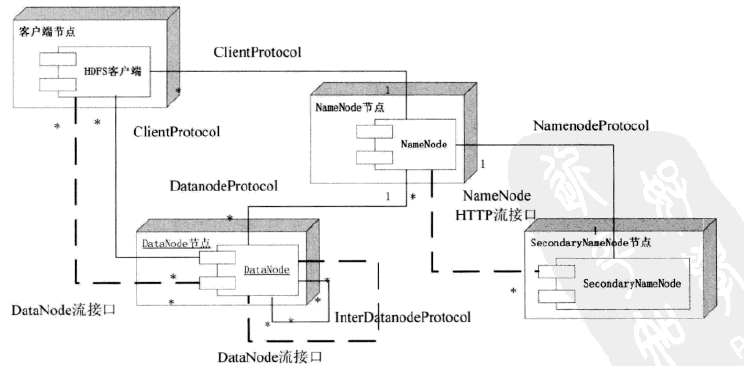 客户端节点
HDFS客户端
ClientProtocol
*
1
NameNode节点
*
*
ClientProtocol
NameNode
NamenodeProtocol
1
DatanodeProtocol
1
*
NameNode
HTTP流接口
*
DataNode节点
1
SecondaryNameNode节点
DataNode
*
SecondaryNameNode
*
*
*
DataNode流接口
*
*
InterDatanodeProtocol
DataNode流接口